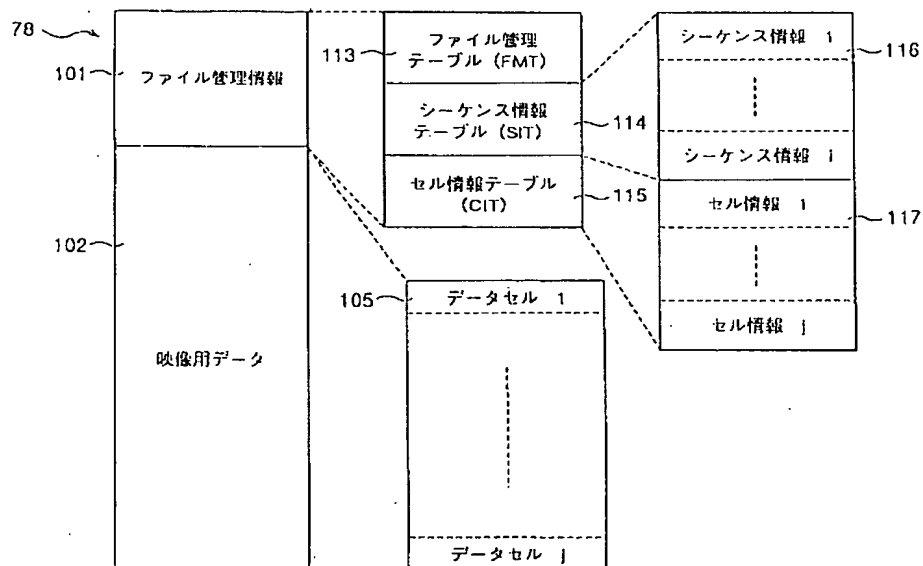 78
101
ファイル管理情報
102
映像用データ
113
ファイル管理
テーブル (FMT)
シーケンス情報
テーブル (SIT)
114
セル情報テーブル
(CIT)
115
105
データセル 1
データセル j
シーケンス情報 1
116
シーケンス情報 i
セル情報 1
117
セル情報 j